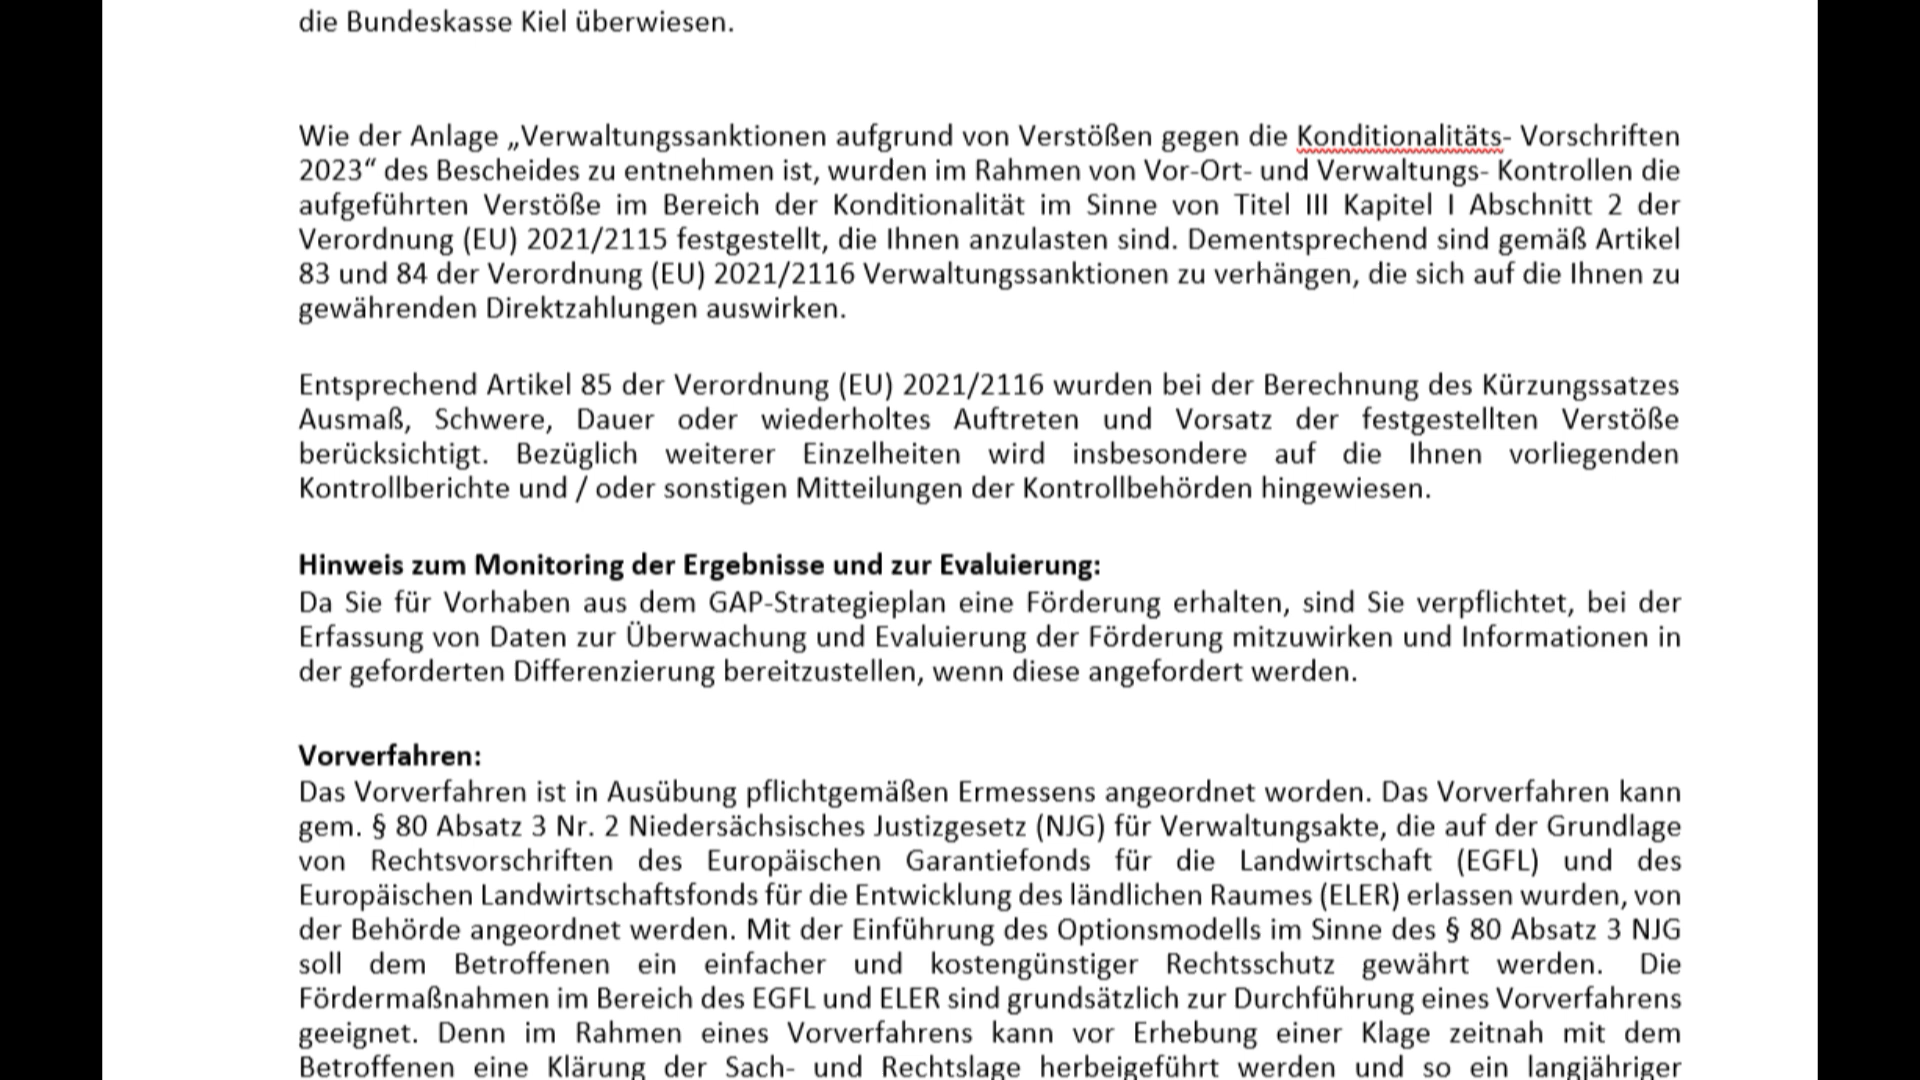 die Bundeskasse Kiel überwiesen.
Wie der Anlage „Verwaltungssanktionen aufgrund von Verstößen gegen die Konditionalitäts- Vorschriften
2023“ des Bescheides zu entnehmen ist, wurden im Rahmen von Vor-Ort- und Verwaltungs- Kontrollen die
aufgeführten Verstöße im Bereich der Konditionalität im Sinne von Titel III Kapitel I Abschnitt 2 der
Verordnung (EU) 2021/2115 festgestellt, die Ihnen anzulasten sind. Dementsprechend sind gemäß Artikel
83 und 84 der Verordnung (EU) 2021/2116 Verwaltungssanktionen zu verhängen, die sich auf die Ihnen zu
gewährenden Direktzahlungen auswirken.
Entsprechend Artikel 85 der Verordnung (EU) 2021/2116 wurden bei der Berechnung des Kürzungssatzes
Ausmaß, Schwere, Dauer oder wiederholtes Auftreten und Vorsatz der festgestellten Verstöße
berücksichtigt. Bezüglich weiterer Einzelheiten wird insbesondere auf die Ihnen vorliegenden
Kontrollberichte und / oder sonstigen Mitteilungen der Kontrollbehörden hingewiesen.
Hinweis zum Monitoring der Ergebnisse und zur Evaluierung:
Da Sie für Vorhaben aus dem GAP-Strategieplan eine Förderung erhalten, sind Sie verpflichtet, bei der
Erfassung von Daten zur Überwachung und Evaluierung der Förderung mitzuwirken und Informationen in
der geforderten Differenzierung bereitzustellen, wenn diese angefordert werden.
Vorverfahren:
Das Vorverfahren ist in Ausübung pflichtgemäßen Ermessens angeordnet worden. Das Vorverfahren kann
gem. § 80 Absatz 3 Nr. 2 Niedersächsisches Justizgesetz (NJG) für Verwaltungsakte, die auf der Grundlage
von Rechtsvorschriften des Europäischen Garantiefonds für die Landwirtschaft (EGFL) und des
Europäischen Landwirtschaftsfonds für die Entwicklung des ländlichen Raumes (ELER) erlassen wurden, von
der Behörde angeordnet werden. Mit der Einführung des Optionsmodells im Sinne des § 80 Absatz 3 NJG
soll dem Betroffenen ein einfacher und kostengünstiger Rechtsschutz gewährt werden. Die
Fördermaßnahmen im Bereich des EGFL und ELER sind grundsätzlich zur Durchführung eines Vorverfahrens
geeignet. Denn im Rahmen eines Vorverfahrens kann vor Erhebung einer Klage zeitnah mit dem
Betroffenen eine Klärung der Sach- und Rechtslage herbeigeführt werden und so ein langjähriger